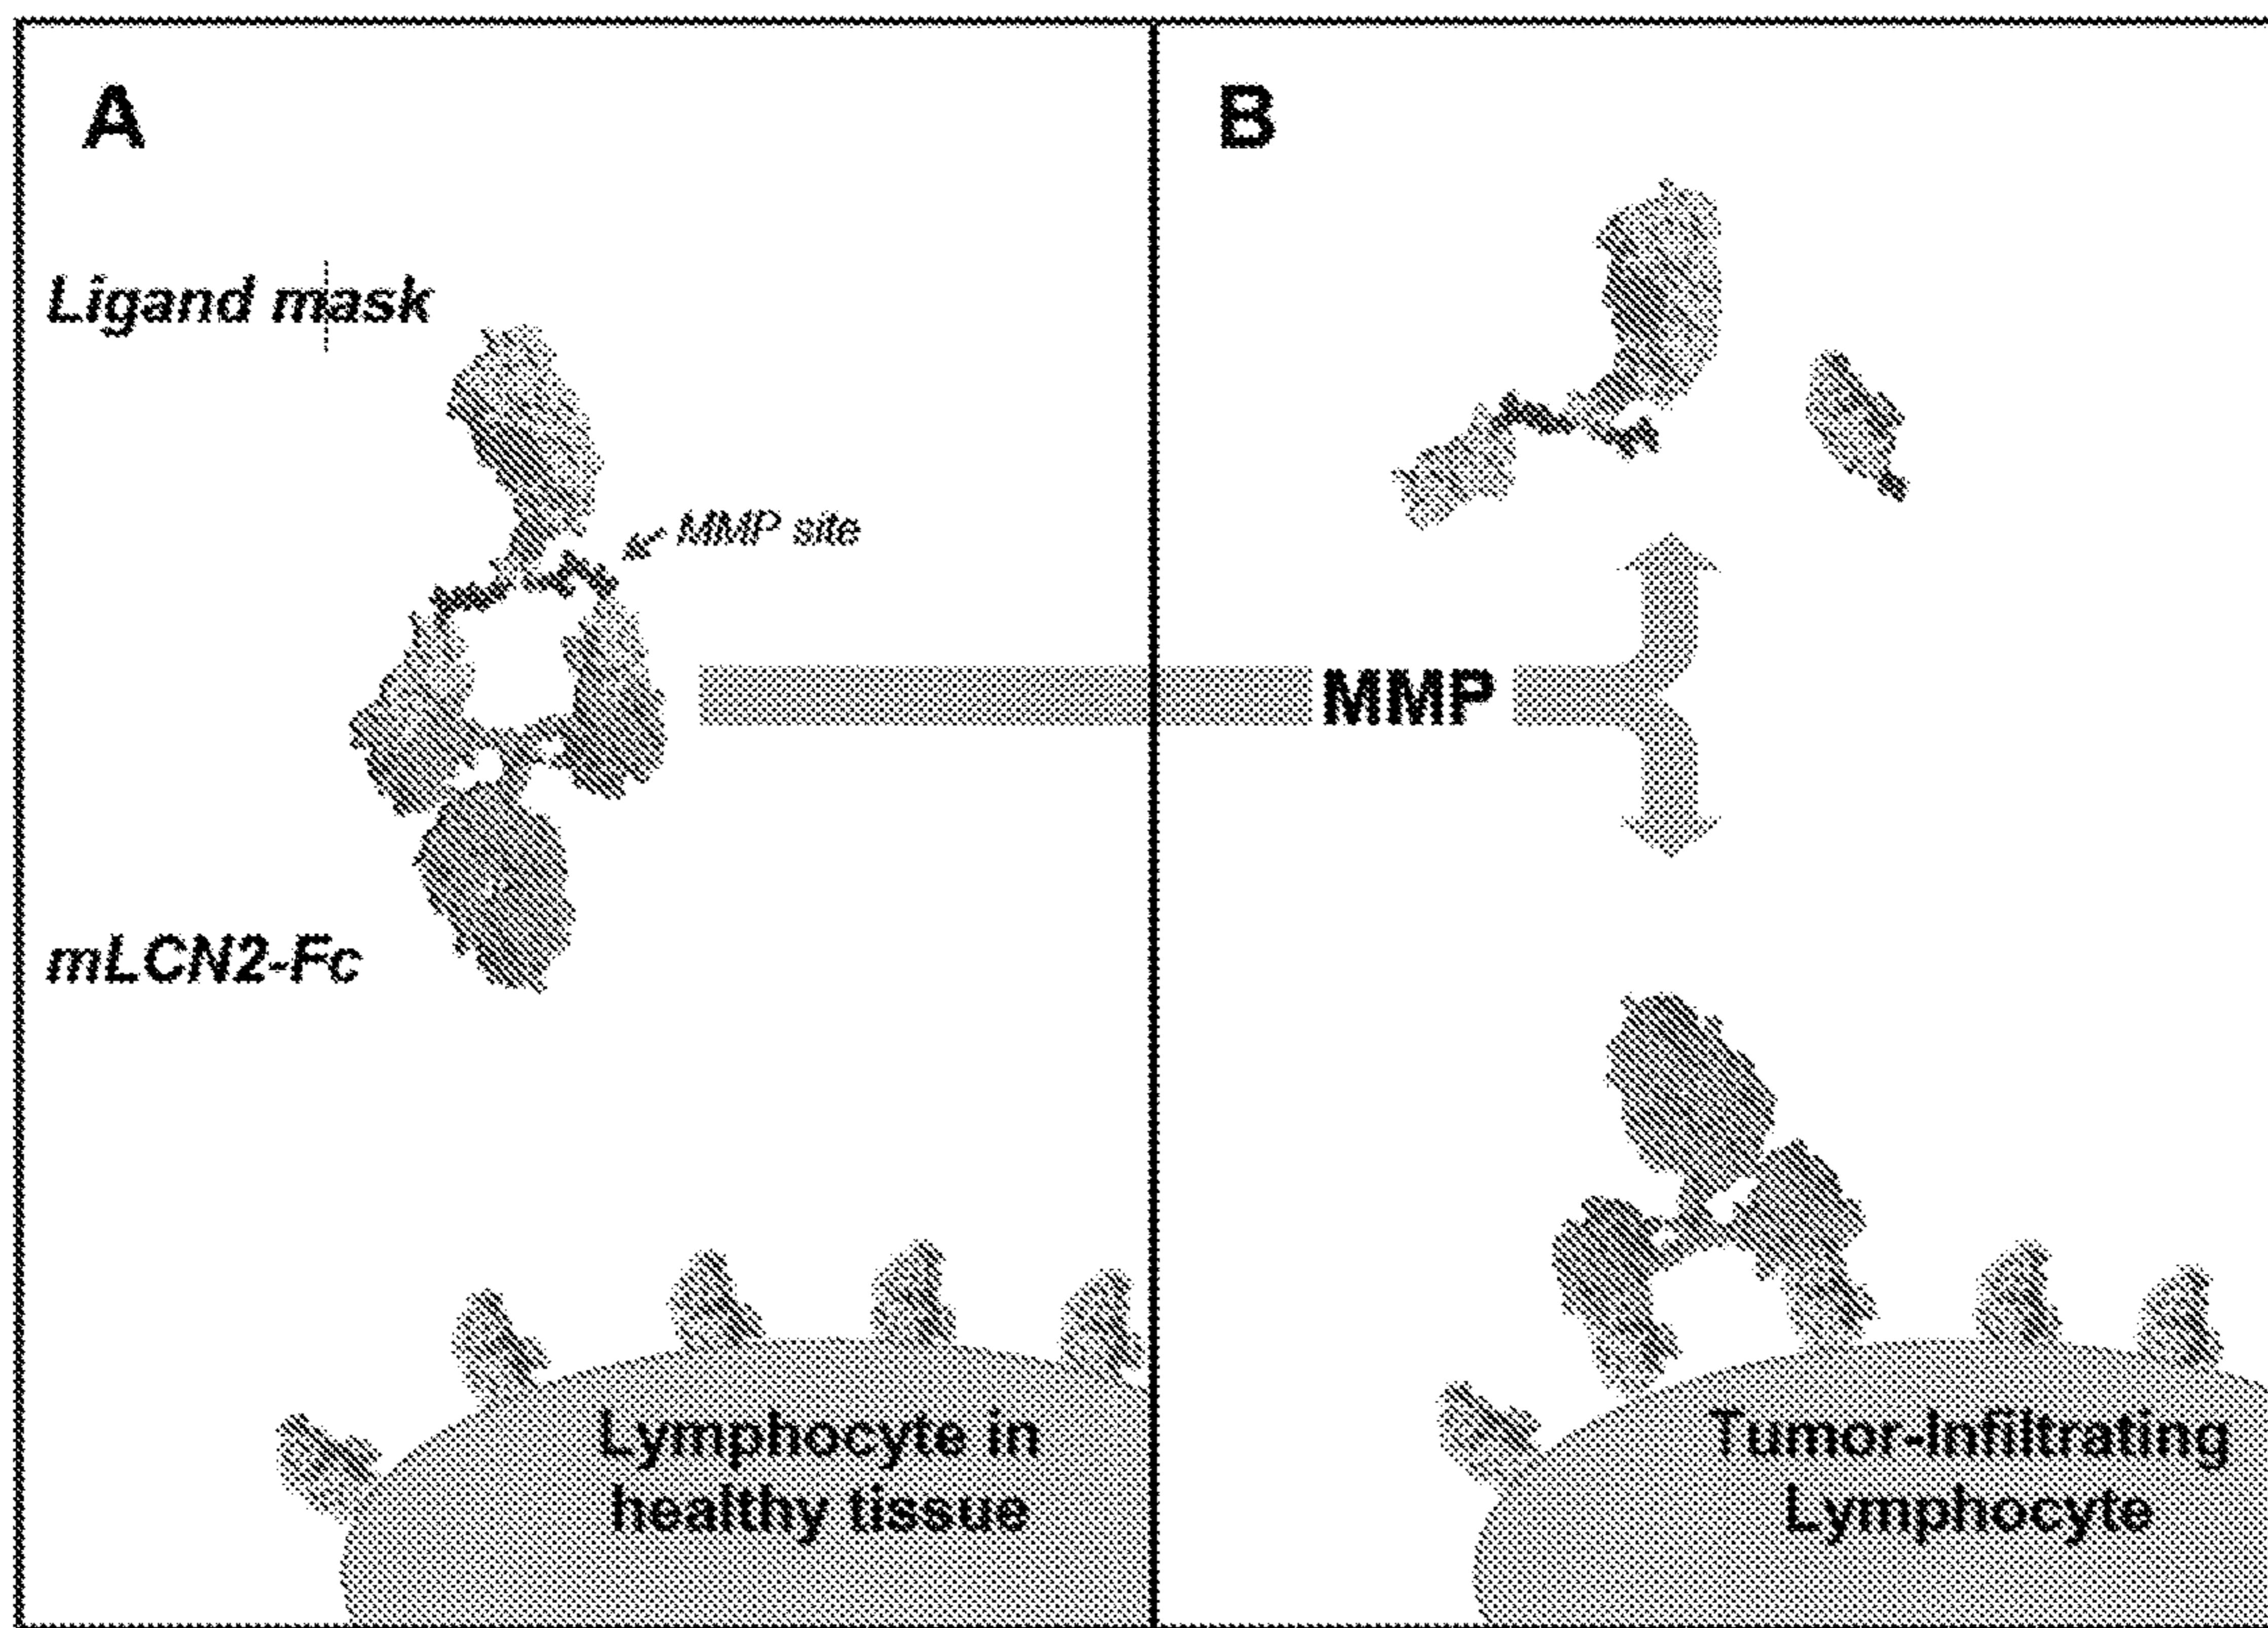 A
B
Ligand mask
MMP site
MMP
mLCN2-Fc
Lymphocyte in
healthy tissue
Tumor-Infiltrating
Lymphocyte